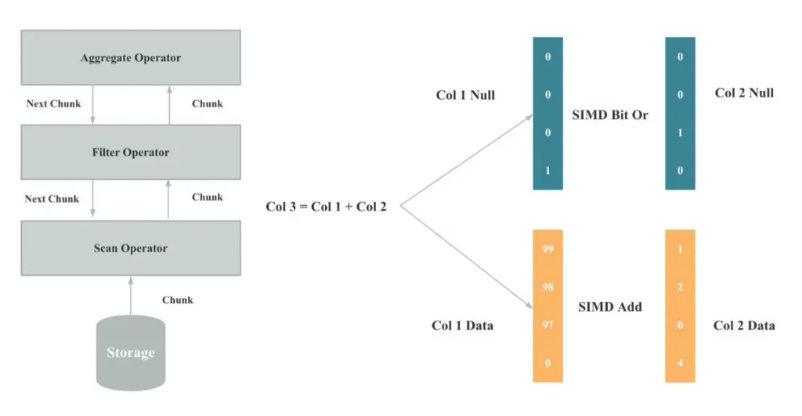 Aggregate Operator
Next Chunk
Chunk
Filter Operator
Next Chunk
Chunk
Scan Operator
Chunk
Storage
Col 3 = Col 1 + Col 2
Col 1 Null
0
0
0
1
SIMD Bit Or
0
0
1
0
Col 2 Null
Col 1 Data
99
98
97
0
SIMD Add
1
2
0
4
Col 2 Data